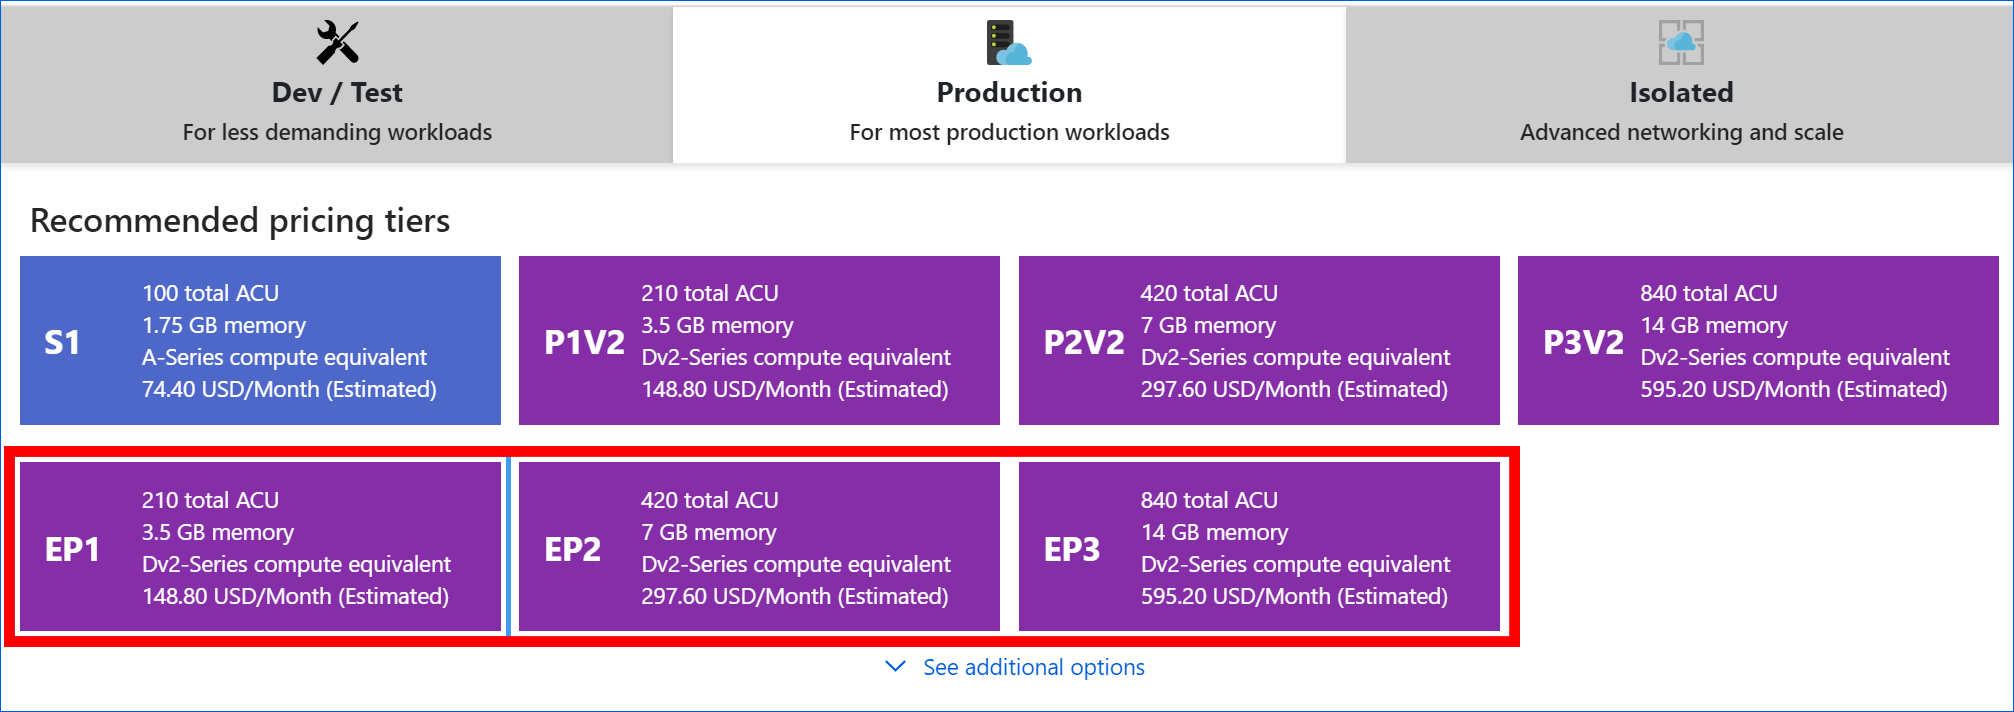 Dev / Test
For less demanding workloads
Production
For most production workloads
Isolated
Advanced networking and scale
Recommended pricing tiers
S1
100 total ACU
1.75 GB memory
A-Series compute equivalent
74.40 USD/Month (Estimated)
P1V2
210 total ACU
3.5 GB memory
Dv2-Series compute equivalent
148.80 USD/Month (Estimated)
P2V2
420 total ACU
7 GB memory
Dv2-Series compute equivalent
297.60 USD/Month (Estimated)
P3V2
840 total ACU
14 GB memory
Dv2-Series compute equivalent
595.20 USD/Month (Estimated)
EP1
210 total ACU
3.5 GB memory
Dv2-Series compute equivalent
148.80 USD/Month (Estimated)
EP2
420 total ACU
7 GB memory
Dv2-Series compute equivalent
297.60 USD/Month (Estimated)
EP3
840 total ACU
14 GB memory
Dv2-Series compute equivalent
595.20 USD/Month (Estimated)
See additional options